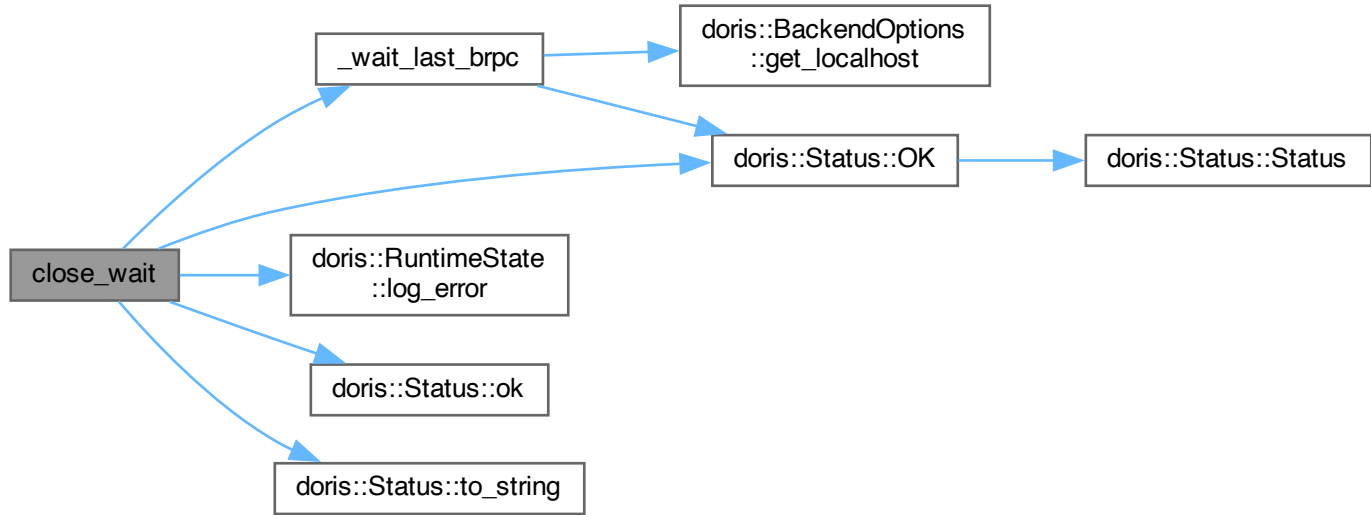 doris::BackendOptions
::get_localhost
_wait_last_brpc
doris::Status::OK
doris::Status::Status
close_wait
doris::RuntimeState
::log_error
doris::Status::ok
doris::Status::to_string